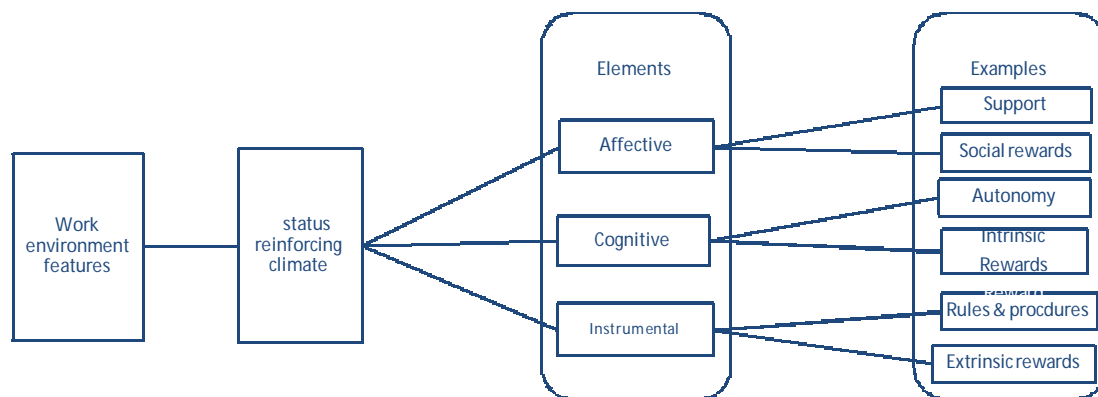 Work
environment
features
status
reinforcing
climate
Elements
Affective
Cognitive
Instrumental
Examples
Support
Social rewards
Autonomy
Intrinsic
Rewards
Rules & procdures
Extrinsic rewards